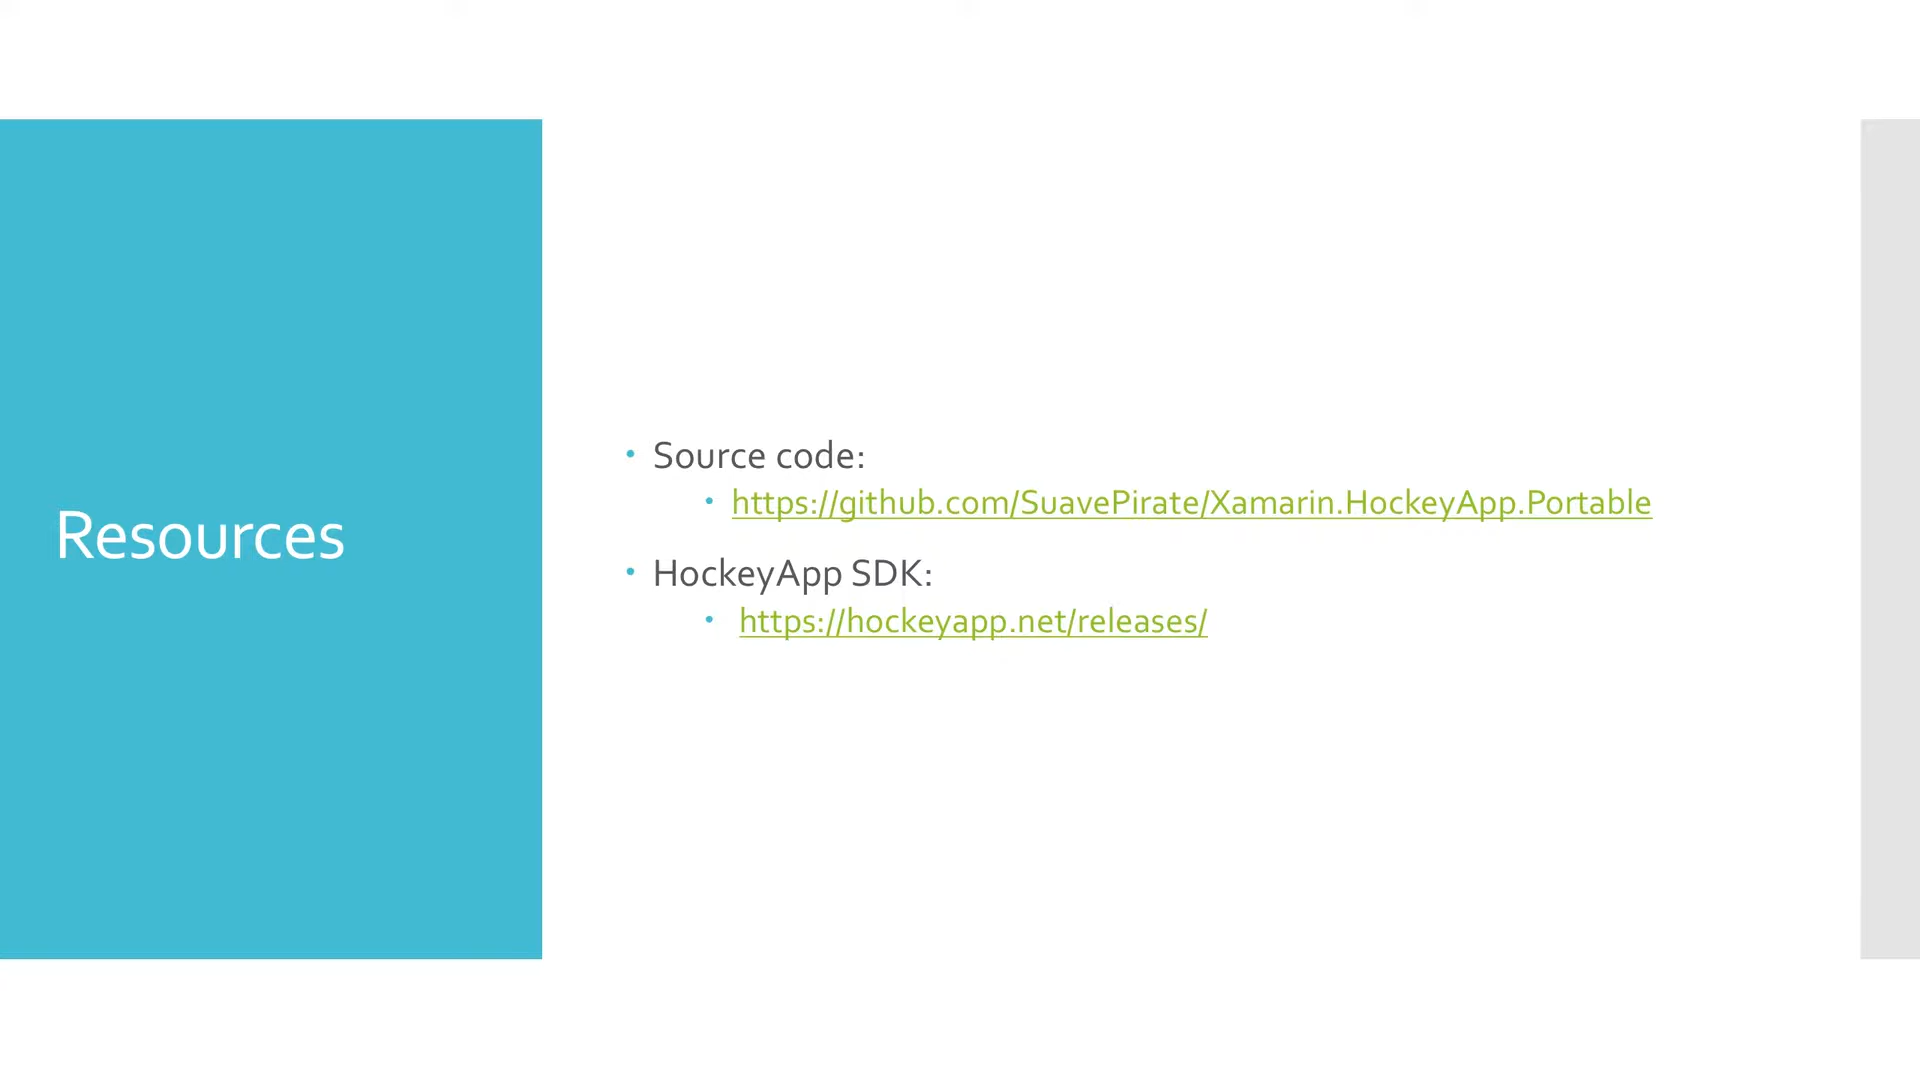 Resources
• Source code:
• https://github.com/SuavePirate/Xamarin.HockeyApp.Portable
• HockeyApp SDK:
• https://hockeyapp.net/releases/